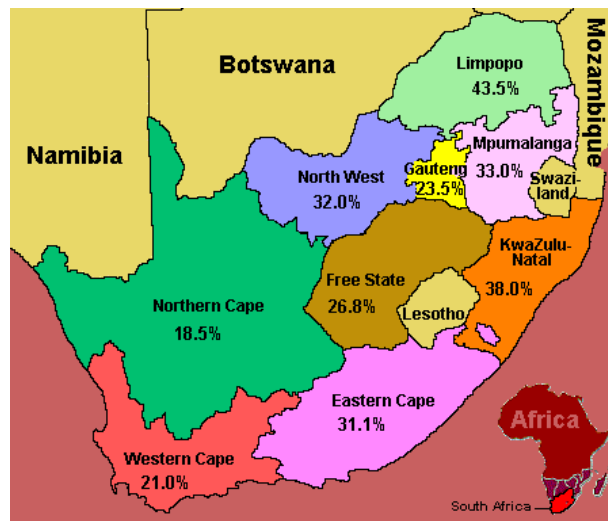 Botswana
Namibia
Mozambique
Limpopo
43.5%
Mpumalanga
33.0%
Swazi-
land
Gauteng
23.5%
North West
32.0%
KwaZulu-
Natal
38.0%
Free State
26.8%
Lesotho
Northern Cape
18.5%
Eastern Cape
31.1%
Western Cape
21.0%
Africa
South Africa